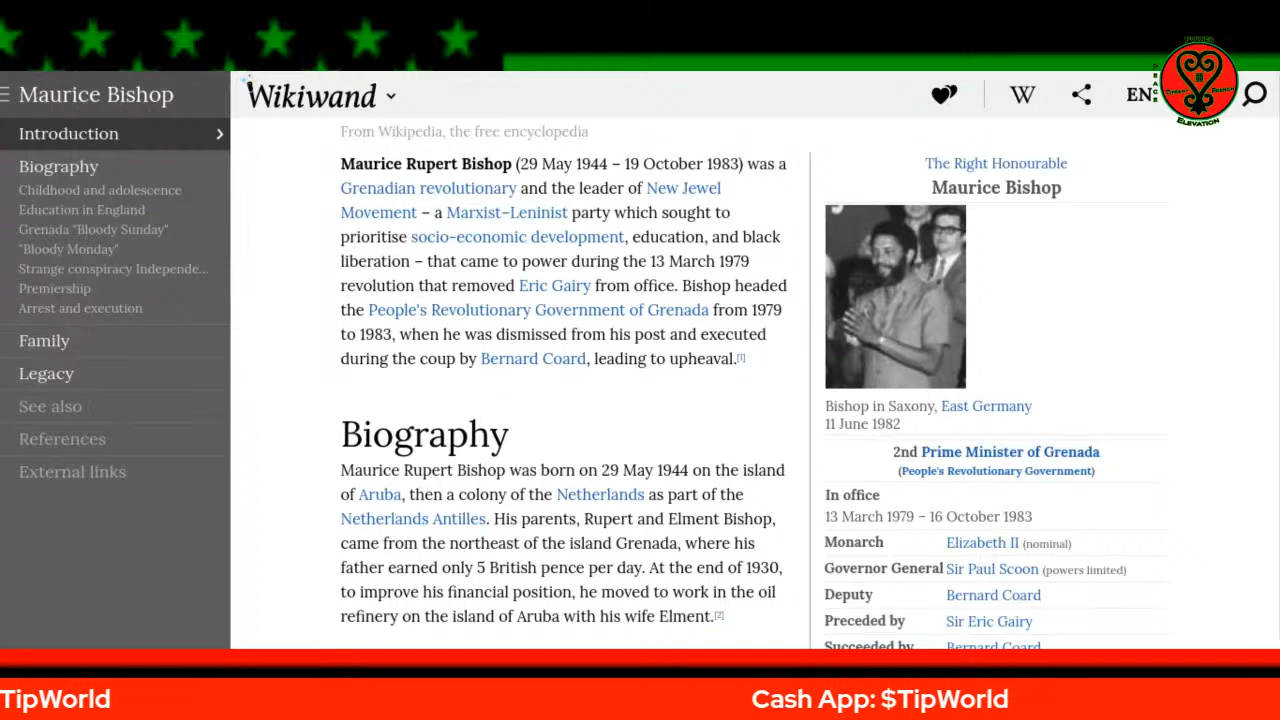 Maurice Bishop
Introduction
Biography
Childhood and adolescence
Education in England
Grenada "Bloody Sunday"
"Bloody Monday"
Strange conspiracy Independe...
Premiership
Arrest and execution
Family
Legacy
See also
References
External links
Wikiwand
W
EN
POWER
PEACE
ELEVATION
From Wikipedia, the free encyclopedia
Maurice Rupert Bishop (29 May 1944 – 19 October 1983) was a
Grenadian revolutionary and the leader of New Jewel
Movement – a Marxist–Leninist party which sought to
prioritise socio-economic development, education, and black
liberation – that came to power during the 13 March 1979
revolution that removed Eric Gairy from office. Bishop headed
the People's Revolutionary Government of Grenada from 1979
to 1983, when he was dismissed from his post and executed
during the coup by Bernard Coard, leading to upheaval.[1]
Biography
Maurice Rupert Bishop was born on 29 May 1944 on the island
of Aruba, then a colony of the Netherlands as part of the
Netherlands Antilles. His parents, Rupert and Elment Bishop,
came from the northeast of the island Grenada, where his
father earned only 5 British pence per day. At the end of 1930,
to improve his financial position, he moved to work in the oil
refinery on the island of Aruba with his wife Elment.[2]
The Right Honourable
Maurice Bishop
Bishop in Saxony, East Germany
11 June 1982
2nd Prime Minister of Grenada
(People's Revolutionary Government)
In office
13 March 1979 – 16 October 1983
Monarch Elizabeth II (nominal)
Governor General Sir Paul Scoon (powers limited)
Deputy Bernard Coard
Preceded by Sir Eric Gairy
Succeeded by Bernard Coard
TipWorld Cash App: $TipWorld